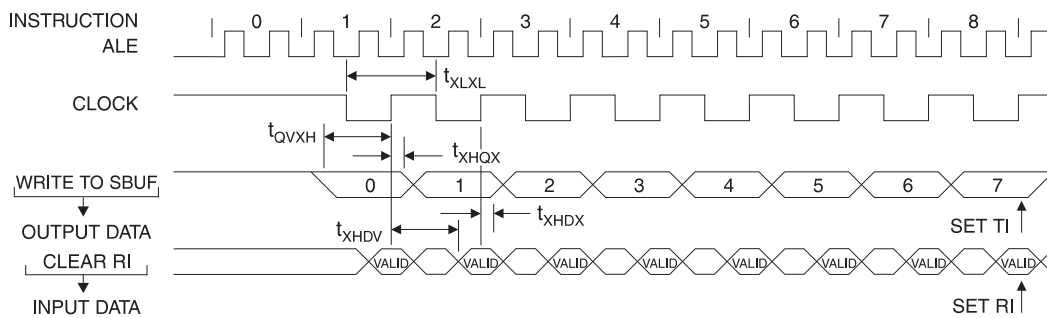 INSTRUCTION 0 1 2 3 4 5 6 7 8
ALE
tXLXL
CLOCK
tQVXH
tXHQX
WRITE TO SBUF 0 1 2 3 4 5 6 7
tXHDX
OUTPUT DATA SET TI
tXHDV
CLEAR RI VALID VALID VALID VALID VALID VALID VALID VALID
INPUT DATA SET RI